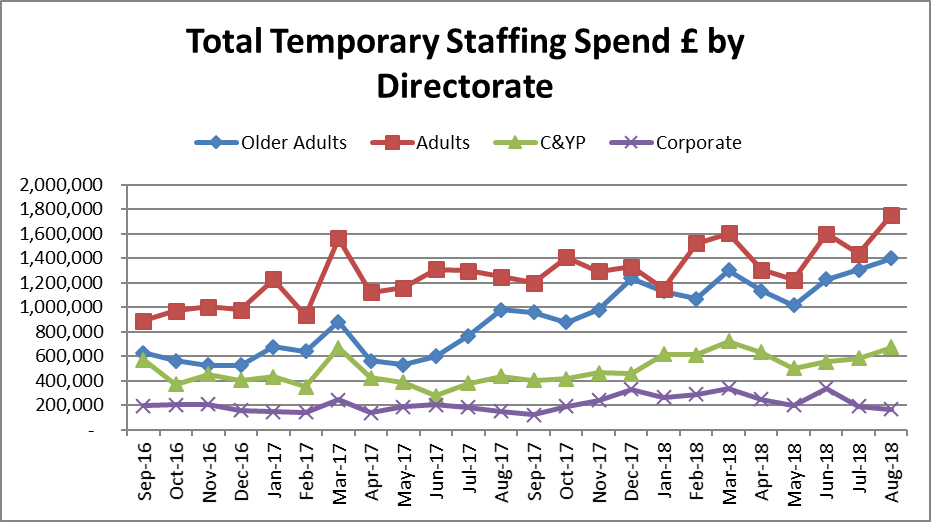 Total Temporary Staffing Spend £ by
Directorate
Older Adults Adults C&YP Corporate
2,000,000
1,800,000
1,600,000
1,400,000
1,200,000
1,000,000
800,000
600,000
400,000
200,000
-
Sep-16 Oct-16 Nov-16 Dec-16 Jan-17 Feb-17 Mar-17 Apr-17 May-17 Jun-17 Jul-17 Aug-17 Sep-17 Oct-17 Nov-17 Dec-17 Jan-18 Feb-18 Mar-18 Apr-18 May-18 Jun-18 Jul-18 Aug-18